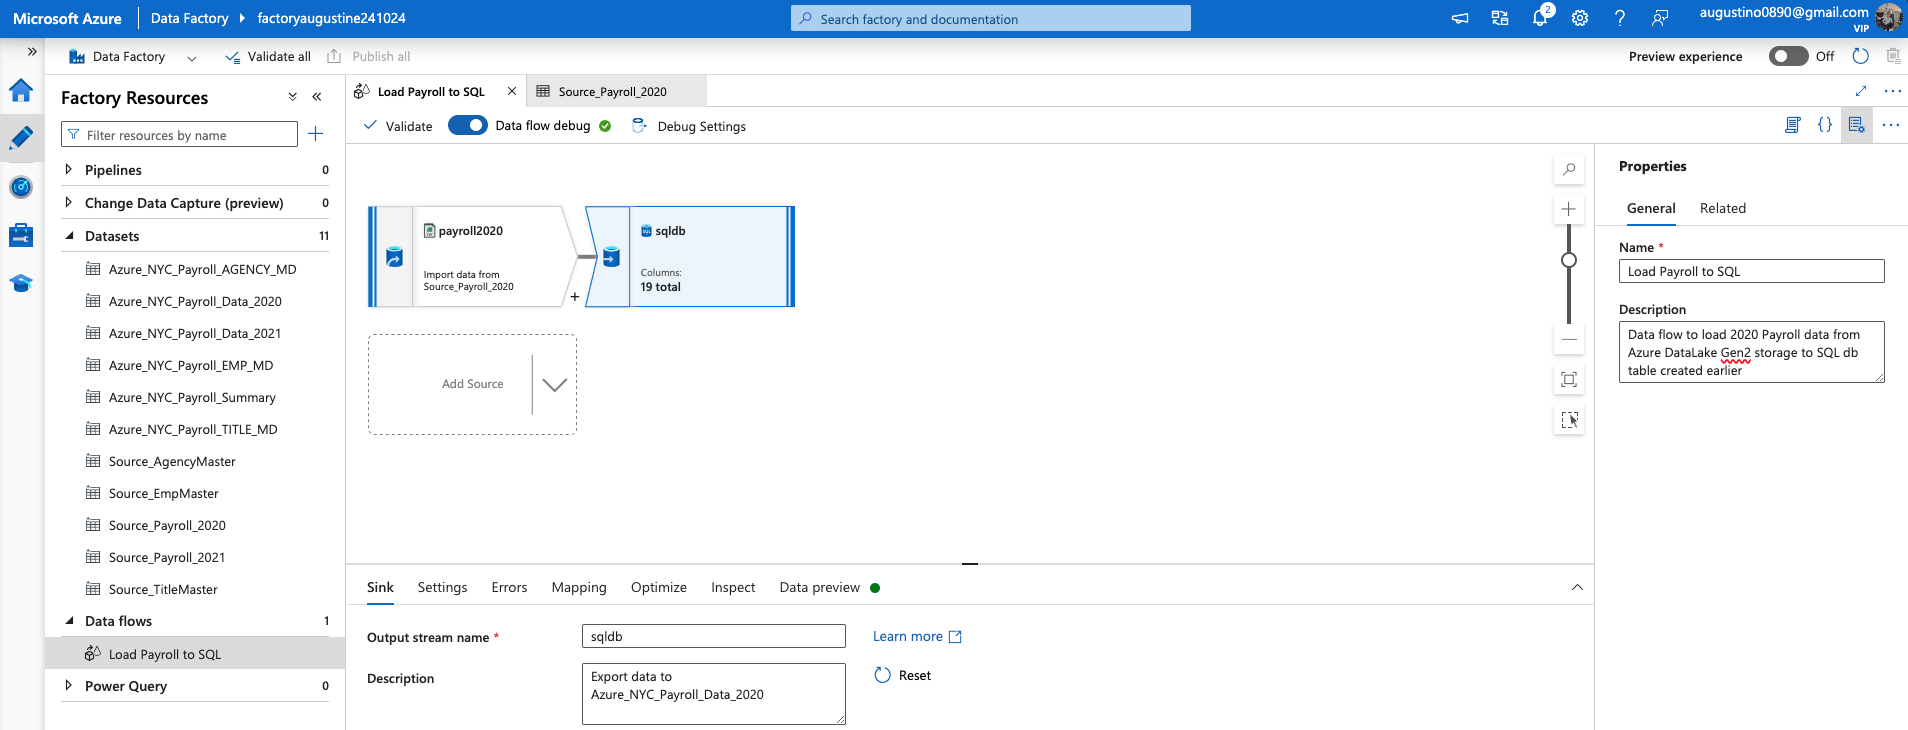 Microsoft Azure
Data Factory
factoryaugustine241024
Search factory and documentation
2
augustino0890@gmail.com
VIP
Data Factory
Validate all
Publish all
Preview experience
Off
Factory Resources
Filter resources by name
Pipelines 0
Change Data Capture (preview) 0
Datasets 11
Azure_NYC_Payroll_AGENCY_MD
Azure_NYC_Payroll_Data_2020
Azure_NYC_Payroll_Data_2021
Azure_NYC_Payroll_EMP_MD
Azure_NYC_Payroll_Summary
Azure_NYC_Payroll_TITLE_MD
Source_AgencyMaster
Source_EmpMaster
Source_Payroll_2020
Source_Payroll_2021
Source_TitleMaster
Data flows 1
Load Payroll to SQL
Power Query 0
Load Payroll to SQL
Source_Payroll_2020
Validate
Data flow debug
Debug Settings
payroll2020
Import data from
Source_Payroll_2020
+
sqldb
Columns:
19 total
Add Source
Sink
Settings
Errors
Mapping
Optimize
Inspect
Data preview
Output stream name *
sqldb
Learn more
Description
Export data to
Azure_NYC_Payroll_Data_2020
Reset
Properties
General
Related
Name *
Load Payroll to SQL
Description
Data flow to load 2020 Payroll data from
Azure DataLake Gen2 storage to SQL db
table created earlier